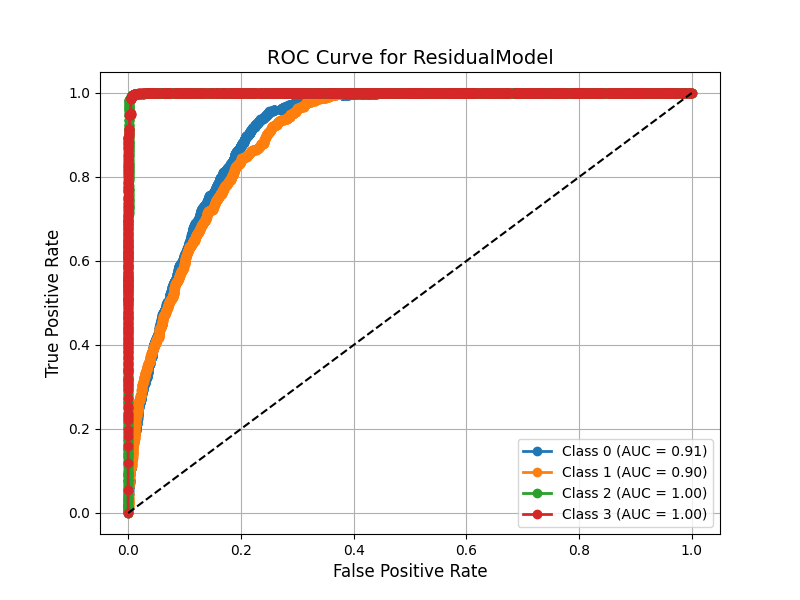 ROC Curve for ResidualModel
True Positive Rate
1.0
0.8
0.6
0.4
0.2
0.0
0.0 0.2 0.4 0.6 0.8 1.0
False Positive Rate
Class 0 (AUC = 0.91)
Class 1 (AUC = 0.90)
Class 2 (AUC = 1.00)
Class 3 (AUC = 1.00)